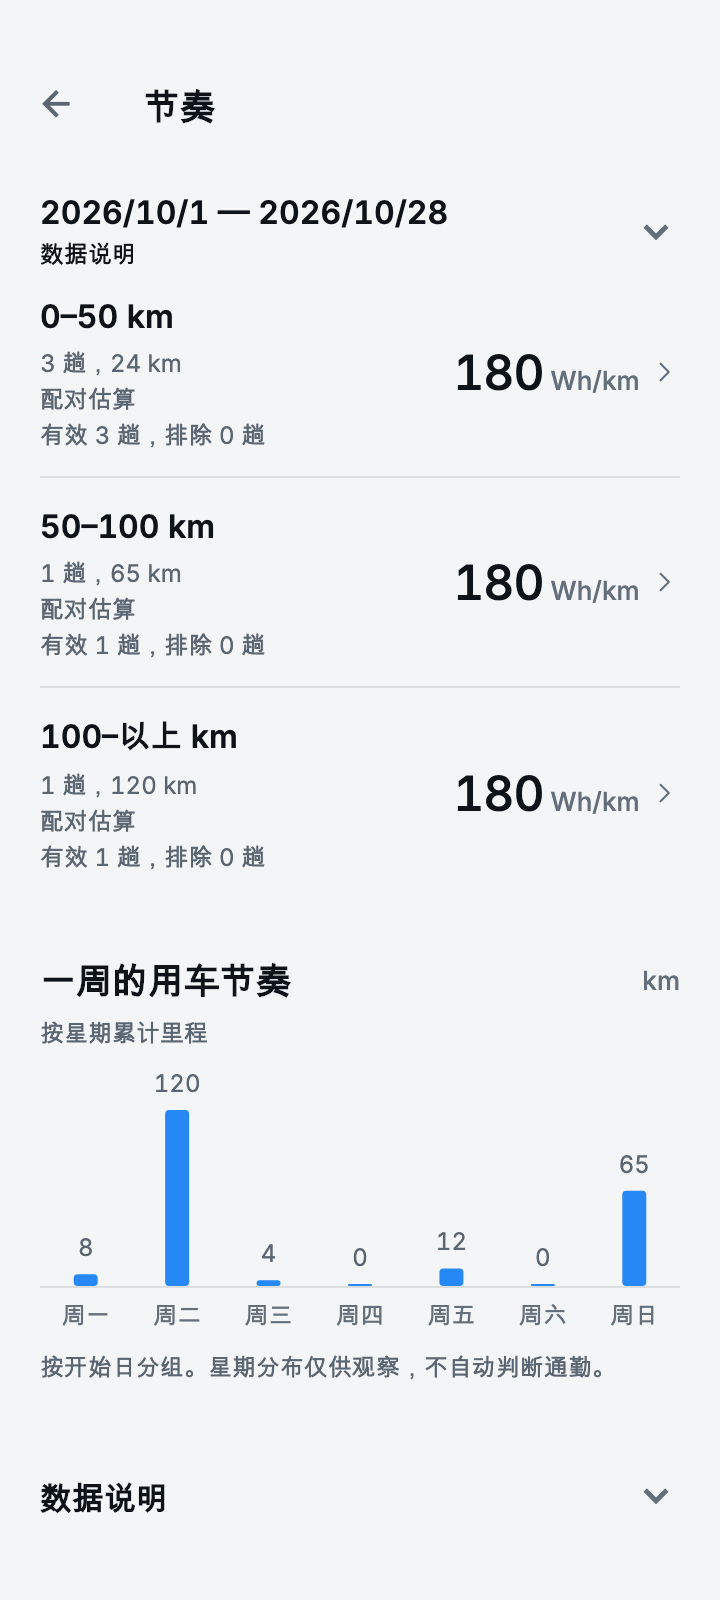 节奏
2026/10/1 — 2026/10/28
数据说明
0–50 km
3 趟，24 km
配对估算
有效 3 趟，排除 0 趟
180 Wh/km
50–100 km
1 趟，65 km
配对估算
有效 1 趟，排除 0 趟
180 Wh/km
100–以上 km
1 趟，120 km
配对估算
有效 1 趟，排除 0 趟
180 Wh/km
一周的用车节奏
km
按星期累计里程
8 120 4 0 12 0 65
周一 周二 周三 周四 周五 周六 周日
按开始日分组。星期分布仅供观察，不自动判断通勤。
数据说明